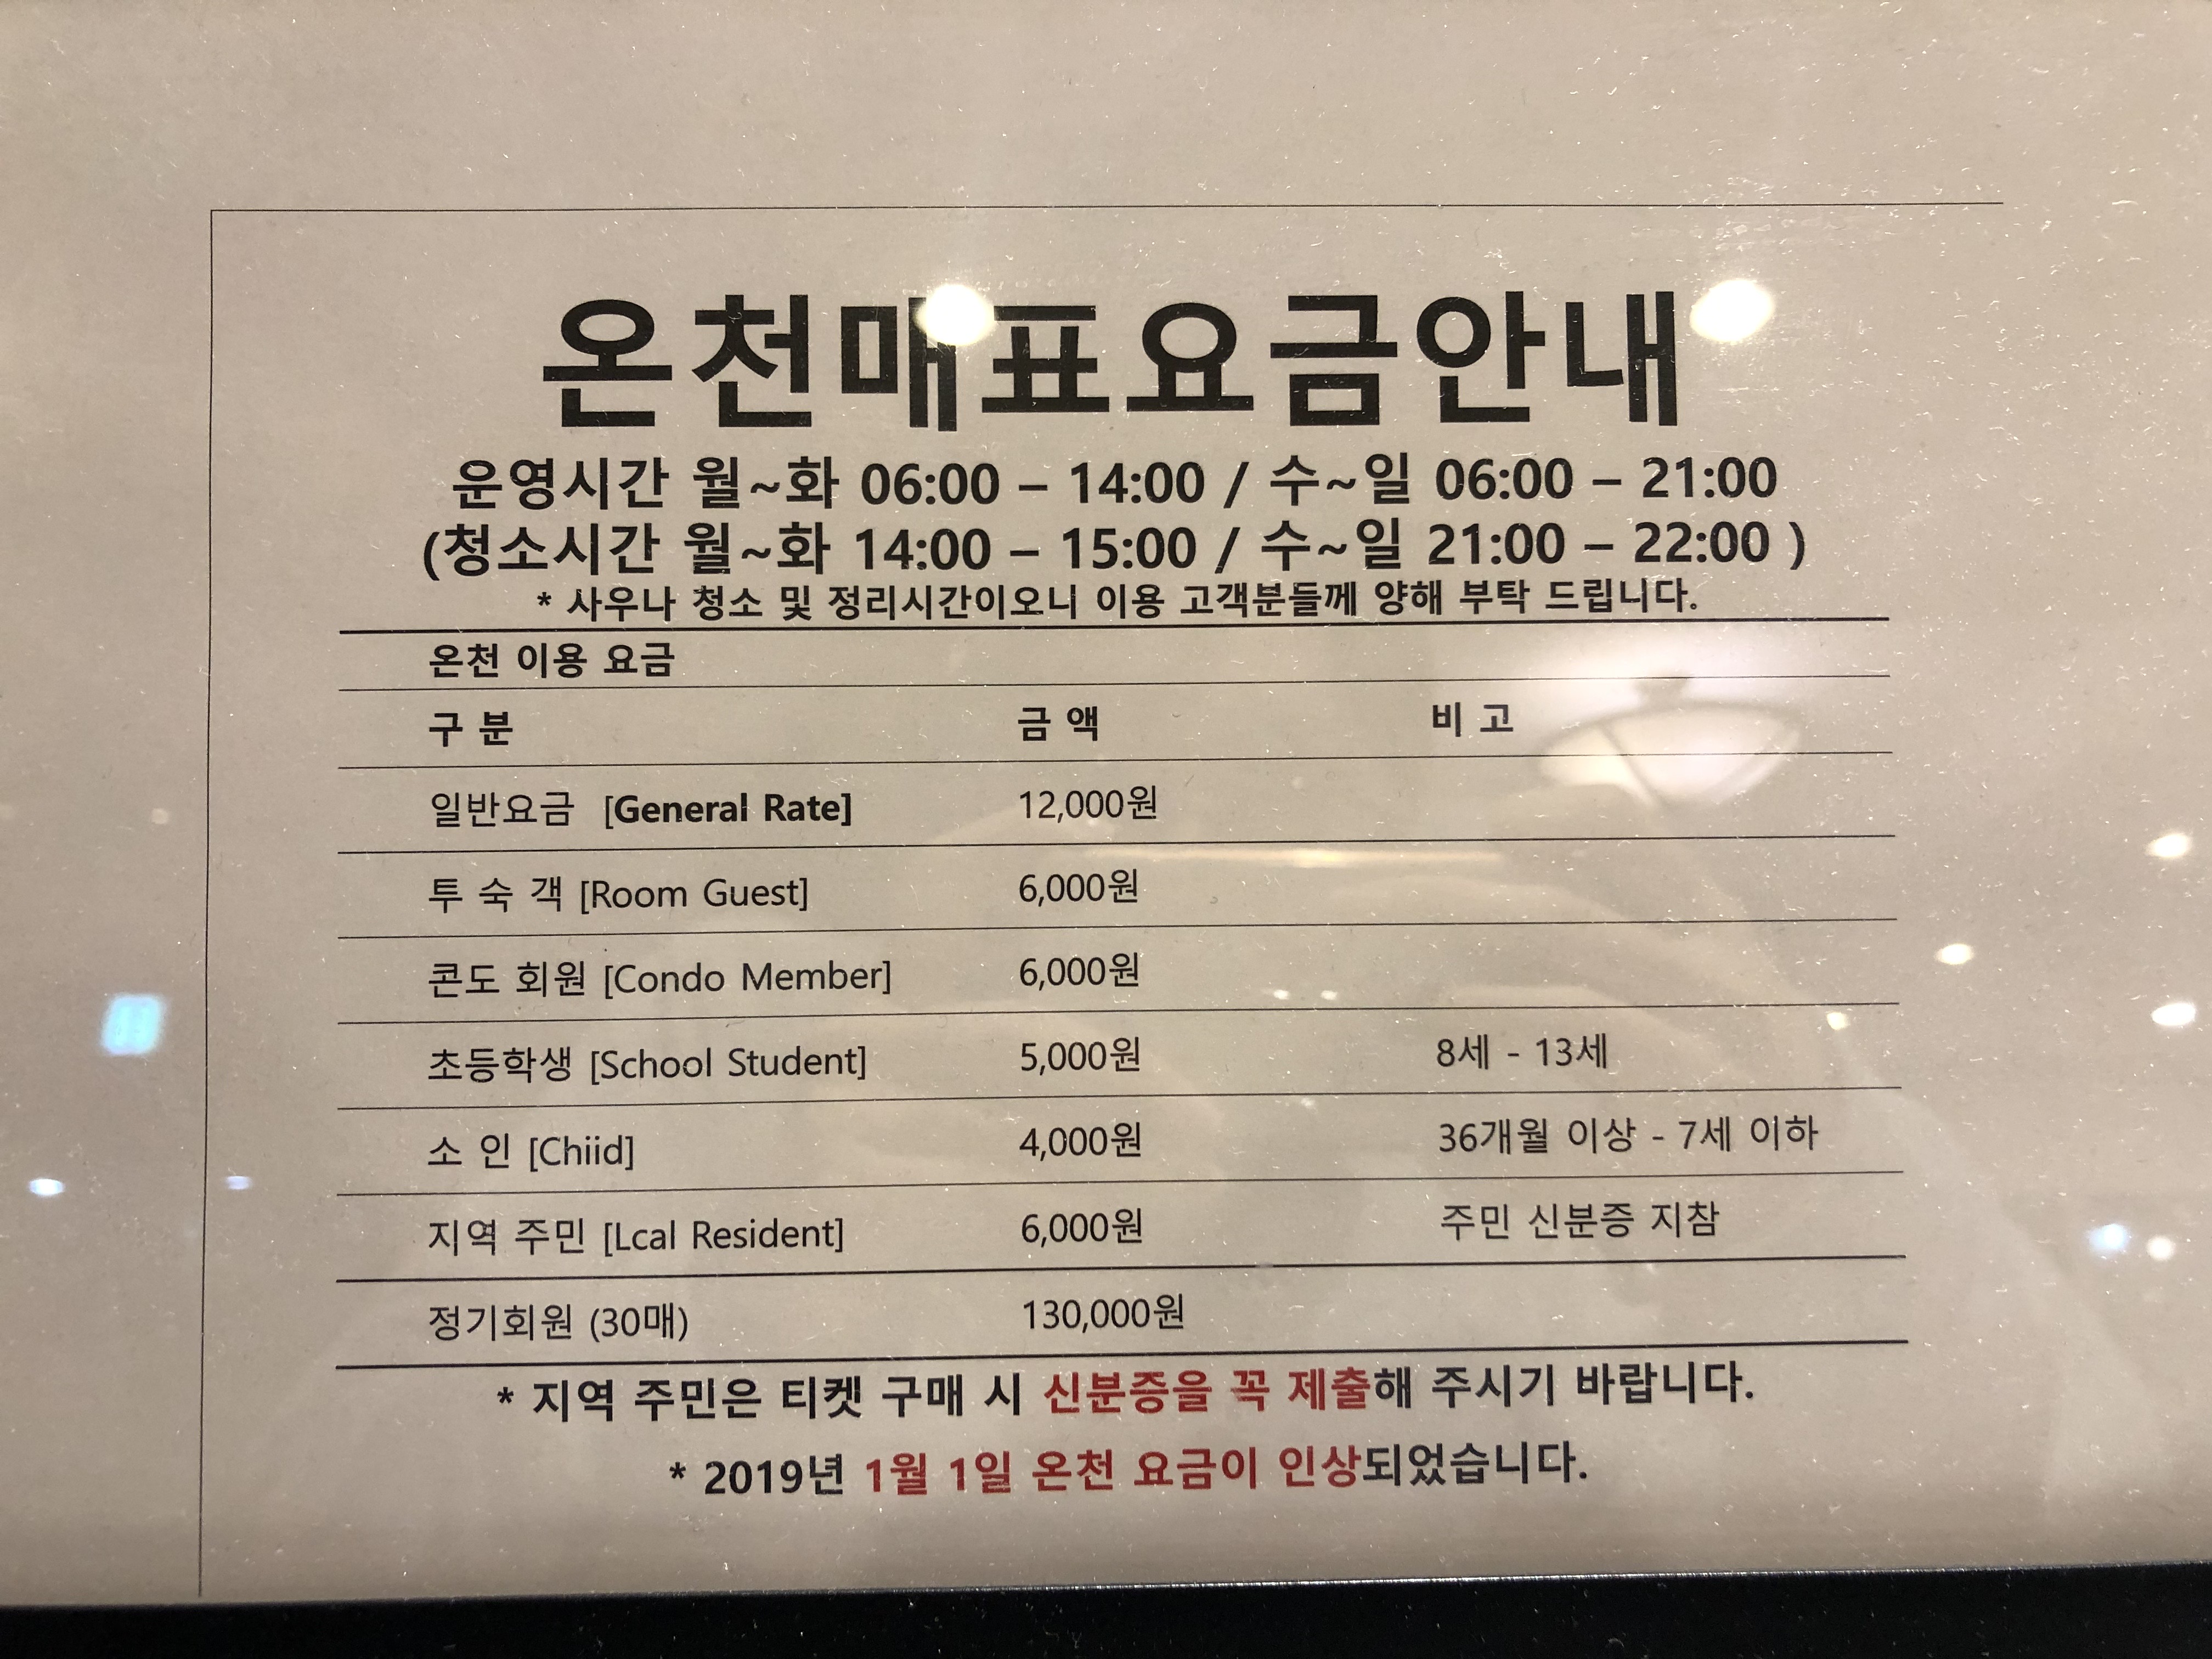 온천매표요금안내
운영시간 월~화 06:00 – 14:00 / 수~일 06:00 – 21:00
(청소시간 월~화 14:00 – 15:00 / 수~일 21:00 – 22:00 )
* 사우나 청소 및 정리시간이오니 이용 고객분들께 양해 부탁 드립니다.
온천 이용 요금
구 분 금 액 비 고
일반요금 [General Rate] 12,000원
투 숙 객 [Room Guest] 6,000원
콘도 회원 [Condo Member] 6,000원
초등학생 [School Student] 5,000원 8세 - 13세
소 인 [Chiid] 4,000원 36개월 이상 - 7세 이하
지역 주민 [Lcal Resident] 6,000원 주민 신분증 지참
정기회원 (30매) 130,000원
* 지역 주민은 티켓 구매 시 신분증을 꼭 제출해 주시기 바랍니다.
* 2019년 1월 1일 온천 요금이 인상되었습니다.